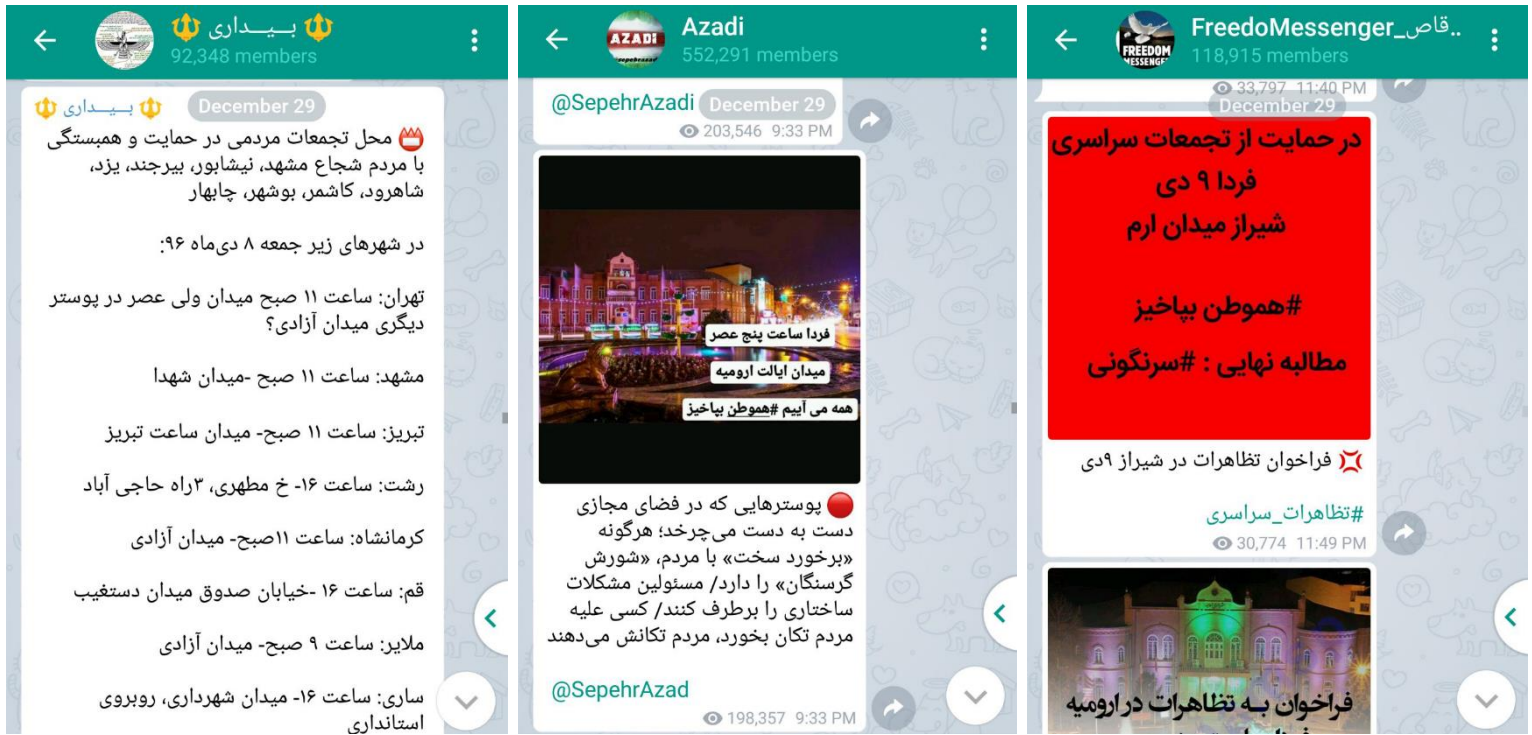 🔱 بــیــداری 🔱
92,348 members
🔱 بــیــداری 🔱
December 29
📛 محل تجمعات مردمی در حمایت و همبستگی
با مردم شجاع مشهد، نیشابور، بیرجند، یزد،
شاهرود، کاشمر، بوشهر، چابهار
در شهرهای زیر جمعه ۸ دی‌ماه ۹۶:
تهران: ساعت ۱۱ صبح میدان ولی عصر در پوستر
دیگری میدان آزادی؟
مشهد: ساعت ۱۱ صبح -میدان شهدا
تبریز: ساعت ۱۱ صبح- میدان ساعت تبریز
رشت: ساعت ۱۶- خ مطهری، ۳راه حاجی آباد
کرمانشاه: ساعت ۱۱صبح- میدان آزادی
قم: ساعت ۱۶ -خیابان صدوق میدان دستغیب
ملایر: ساعت ۹ صبح- میدان آزادی
ساری: ساعت ۱۶- میدان شهرداری، روبروی
استانداری
AZADI
Azadi
552,291 members
@SepehrAzadi
December 29
203,546 9:33 PM
فردا ساعت پنج عصر
میدان ایالت ارومیه
همه می آییم #هموطن بپاخیز
🔴 پوسترهایی که در فضای مجازی
دست به دست می‌چرخد؛ هرگونه
«برخورد سخت» با مردم، «شورش
گرسنگان» را دارد/ مسئولین مشکلات
ساختاری را برطرف کنند/ کسی علیه
مردم تکان بخورد، مردم تکانش می‌دهند
@SepehrAzad
198,357 9:33 PM
FREEDOM
MESSENGE
FreedoMessenger_قاص..
118,915 members
33,797 11:40 PM
December 29
در حمایت از تجمعات سراسری
فردا ۹ دی
شیراز میدان ارم
#هموطن بپاخیز
مطالبه نهایی : #سرنگونی
💢 فراخوان تظاهرات در شیراز ۹دی
#تظاهرات_سراسری
30,774 11:49 PM
فراخوان بـه تظاهرات در ارومیه